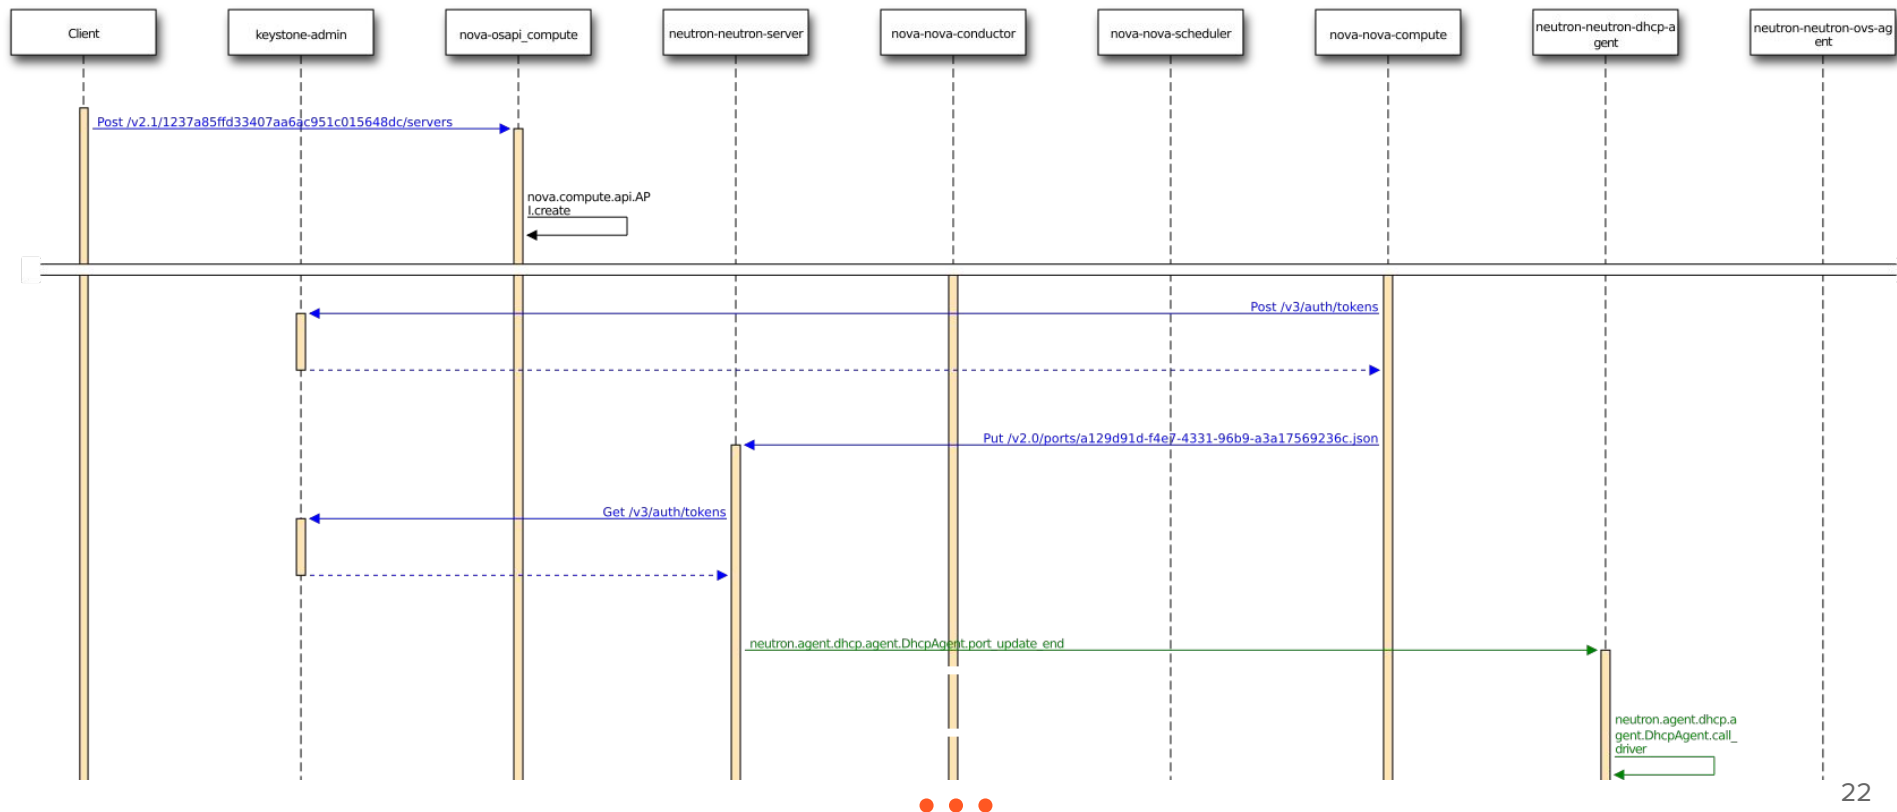 Client
keystone-admin
nova-osapi_compute
neutron-neutron-server
nova-nova-conductor
nova-nova-scheduler
nova-nova-compute
neutron-neutron-dhcp-a
gent
neutron-neutron-ovs-ag
ent
Post /v2.1/1237a85ffd33407aa6ac951c015648dc/servers
nova.compute.api.AP
I.create
Post /v3/auth/tokens
Put /v2.0/ports/a129d91d-f4e7-4331-96b9-a3a17569236c.json
Get /v3/auth/tokens
neutron.agent.dhcp.agent.DhcpAgent.port_update_end
neutron.agent.dhcp.a
gent.DhcpAgent.call_
driver
22